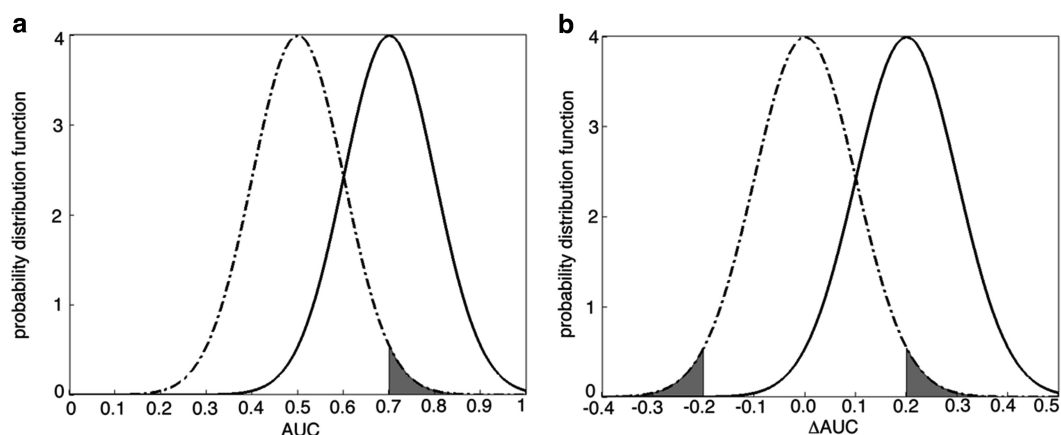 a
probability distribution function
4
3
2
1
0
0 0.1 0.2 0.3 0.4 0.5 0.6 0.7 0.8 0.9 1
AUC
b
probability distribution function
4
3
2
1
0
-0.4 -0.3 -0.2 -0.1 0.0 0.1 0.2 0.3 0.4 0.5
ΔAUC